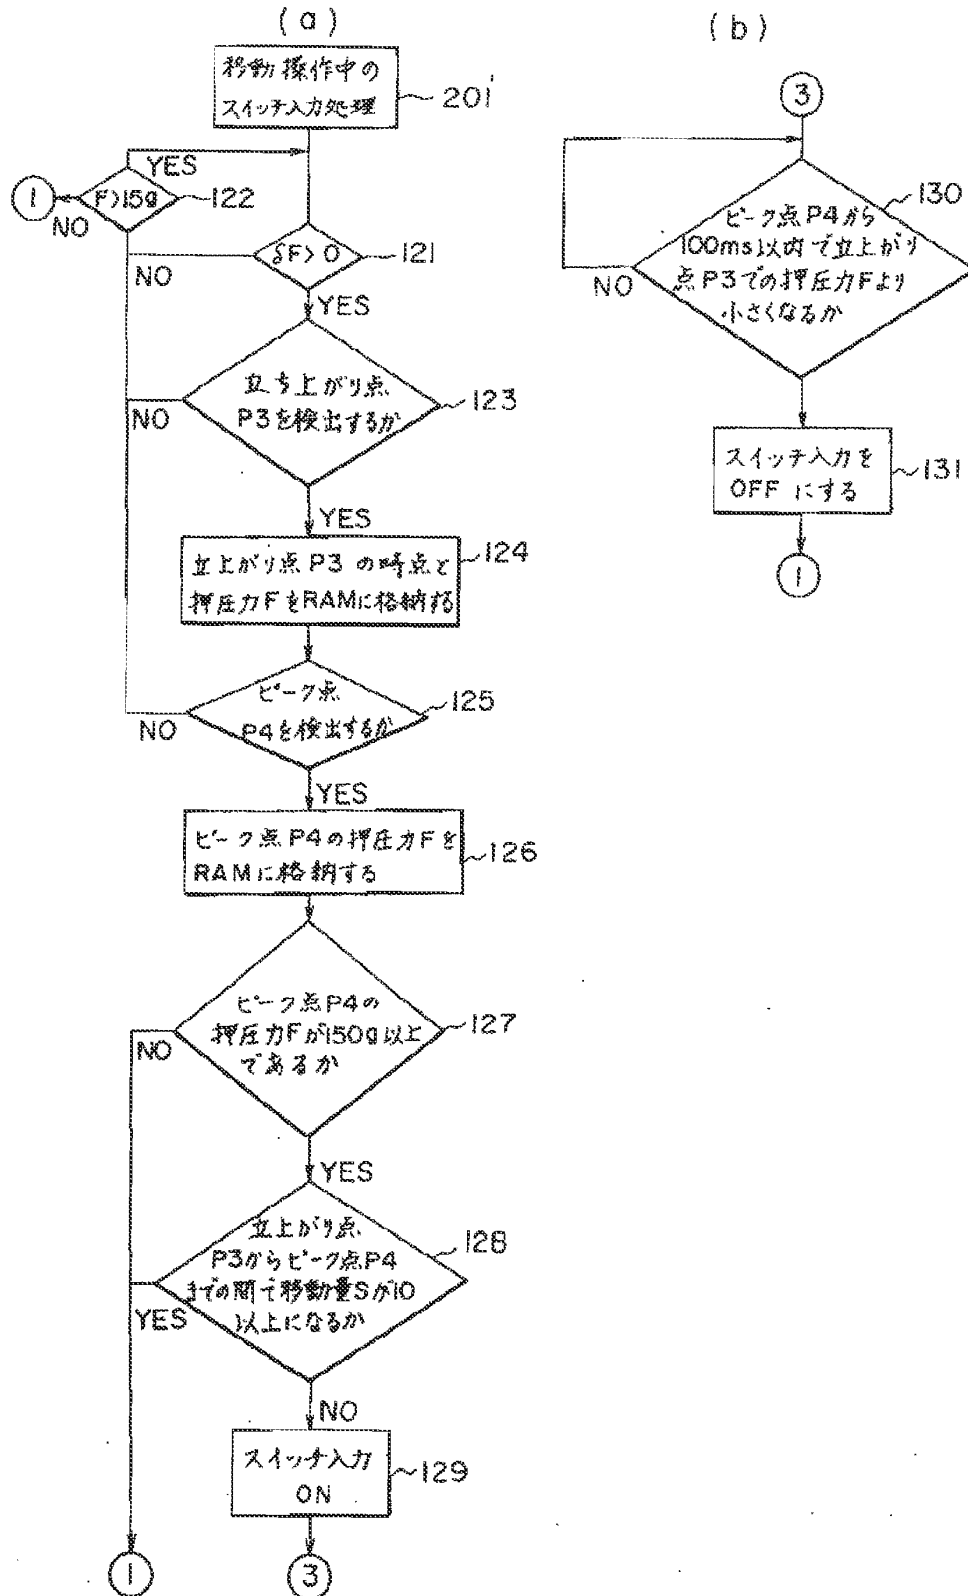 (a)
移動操作中の
スイッチ入力処理
201'
YES
F>15g
122
1
NO
δF>0
121
NO
YES
立ち上がり点
P3を検出するか
123
NO
YES
立上がり点P3の時点と
押圧力FをRAMに格納する
124
ピーク点
P4を検出するか
125
NO
YES
ピーク点P4の押圧力Fを
RAMに格納する
126
ピーク点P4の
押圧力Fが150g以上
であるか
127
NO
YES
立上がり点
P3からピーク点P4
までの間で移動量Sが10
以上になるか
128
YES
NO
スイッチ入力
ON
129
1
3
(b)
3
ピーク点P4から
100ms以内で立上がり
点P3での押圧力Fより
小さくなるか
130
NO
スイッチ入力を
OFFにする
131
1